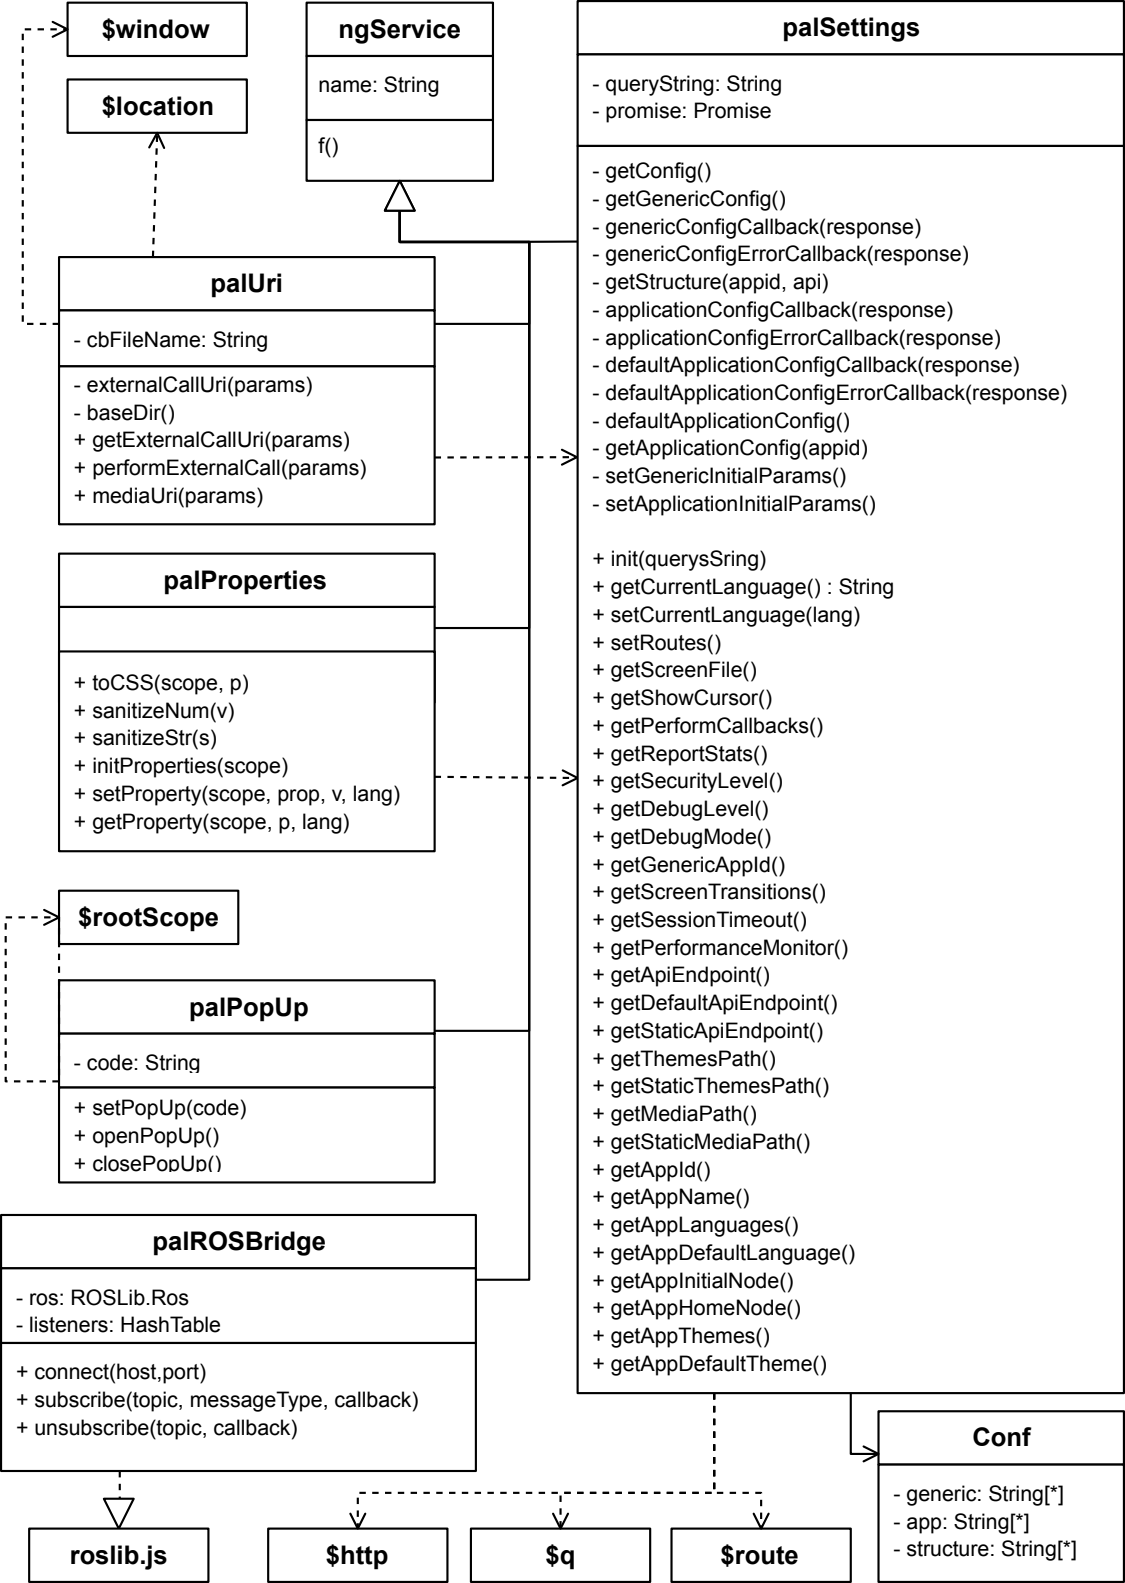 $window
$location
ngService
name: String
f()
palSettings
- queryString: String
- promise: Promise
- getConfig()
- getGenericConfig()
- genericConfigCallback(response)
- genericConfigErrorCallback(response)
- getStructure(appid, api)
- applicationConfigCallback(response)
- applicationConfigErrorCallback(response)
- defaultApplicationConfigCallback(response)
- defaultApplicationConfigErrorCallback(response)
- defaultApplicationConfig()
- getApplicationConfig(appid)
- setGenericInitialParams()
- setApplicationInitialParams()
+ init(querysSring)
+ getCurrentLanguage() : String
+ setCurrentLanguage(lang)
+ setRoutes()
+ getScreenFile()
+ getShowCursor()
+ getPerformCallbacks()
+ getReportStats()
+ getSecurityLevel()
+ getDebugLevel()
+ getDebugMode()
+ getGenericAppId()
+ getScreenTransitions()
+ getSessionTimeout()
+ getPerformanceMonitor()
+ getApiEndpoint()
+ getDefaultApiEndpoint()
+ getStaticApiEndpoint()
+ getThemesPath()
+ getStaticThemesPath()
+ getMediaPath()
+ getStaticMediaPath()
+ getAppId()
+ getAppName()
+ getAppLanguages()
+ getAppDefaultLanguage()
+ getAppInitialNode()
+ getAppHomeNode()
+ getAppThemes()
+ getAppDefaultTheme()
palUri
- cbFileName: String
- externalCallUri(params)
- baseDir()
+ getExternalCallUri(params)
+ performExternalCall(params)
+ mediaUri(params)
palProperties
+ toCSS(scope, p)
+ sanitizeNum(v)
+ sanitizeStr(s)
+ initProperties(scope)
+ setProperty(scope, prop, v, lang)
+ getProperty(scope, p, lang)
$rootScope
palPopUp
- code: String
+ setPopUp(code)
+ openPopUp()
+ closePopUp()
palROSBridge
- ros: ROSLib.Ros
- listeners: HashTable
+ connect(host,port)
+ subscribe(topic, messageType, callback)
+ unsubscribe(topic, callback)
roslib.js
$http
$q
$route
Conf
- generic: String[*]
- app: String[*]
- structure: String[*]